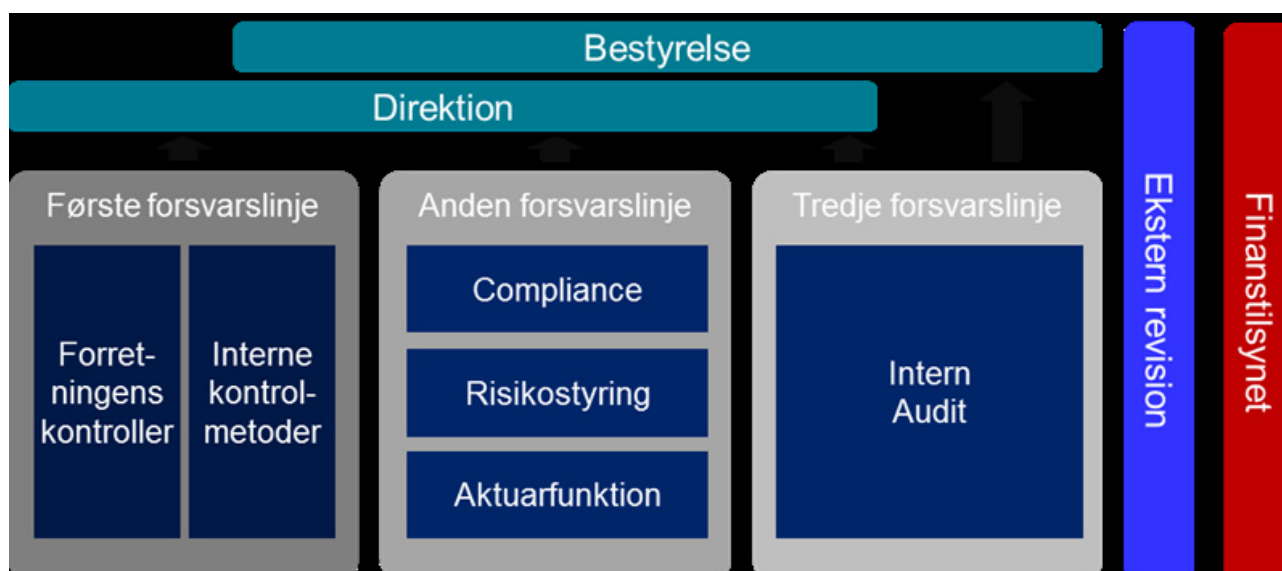 Bestyrelse
Direktion
Første forsvarslinje
Forret-
ningens
kontroller
Interne
kontrol-
metoder
Anden forsvarslinje
Compliance
Risikostyring
Aktuarfunktion
Tredje forsvarslinje
Intern
Audit
Ekstern revision
Finanstilsynet